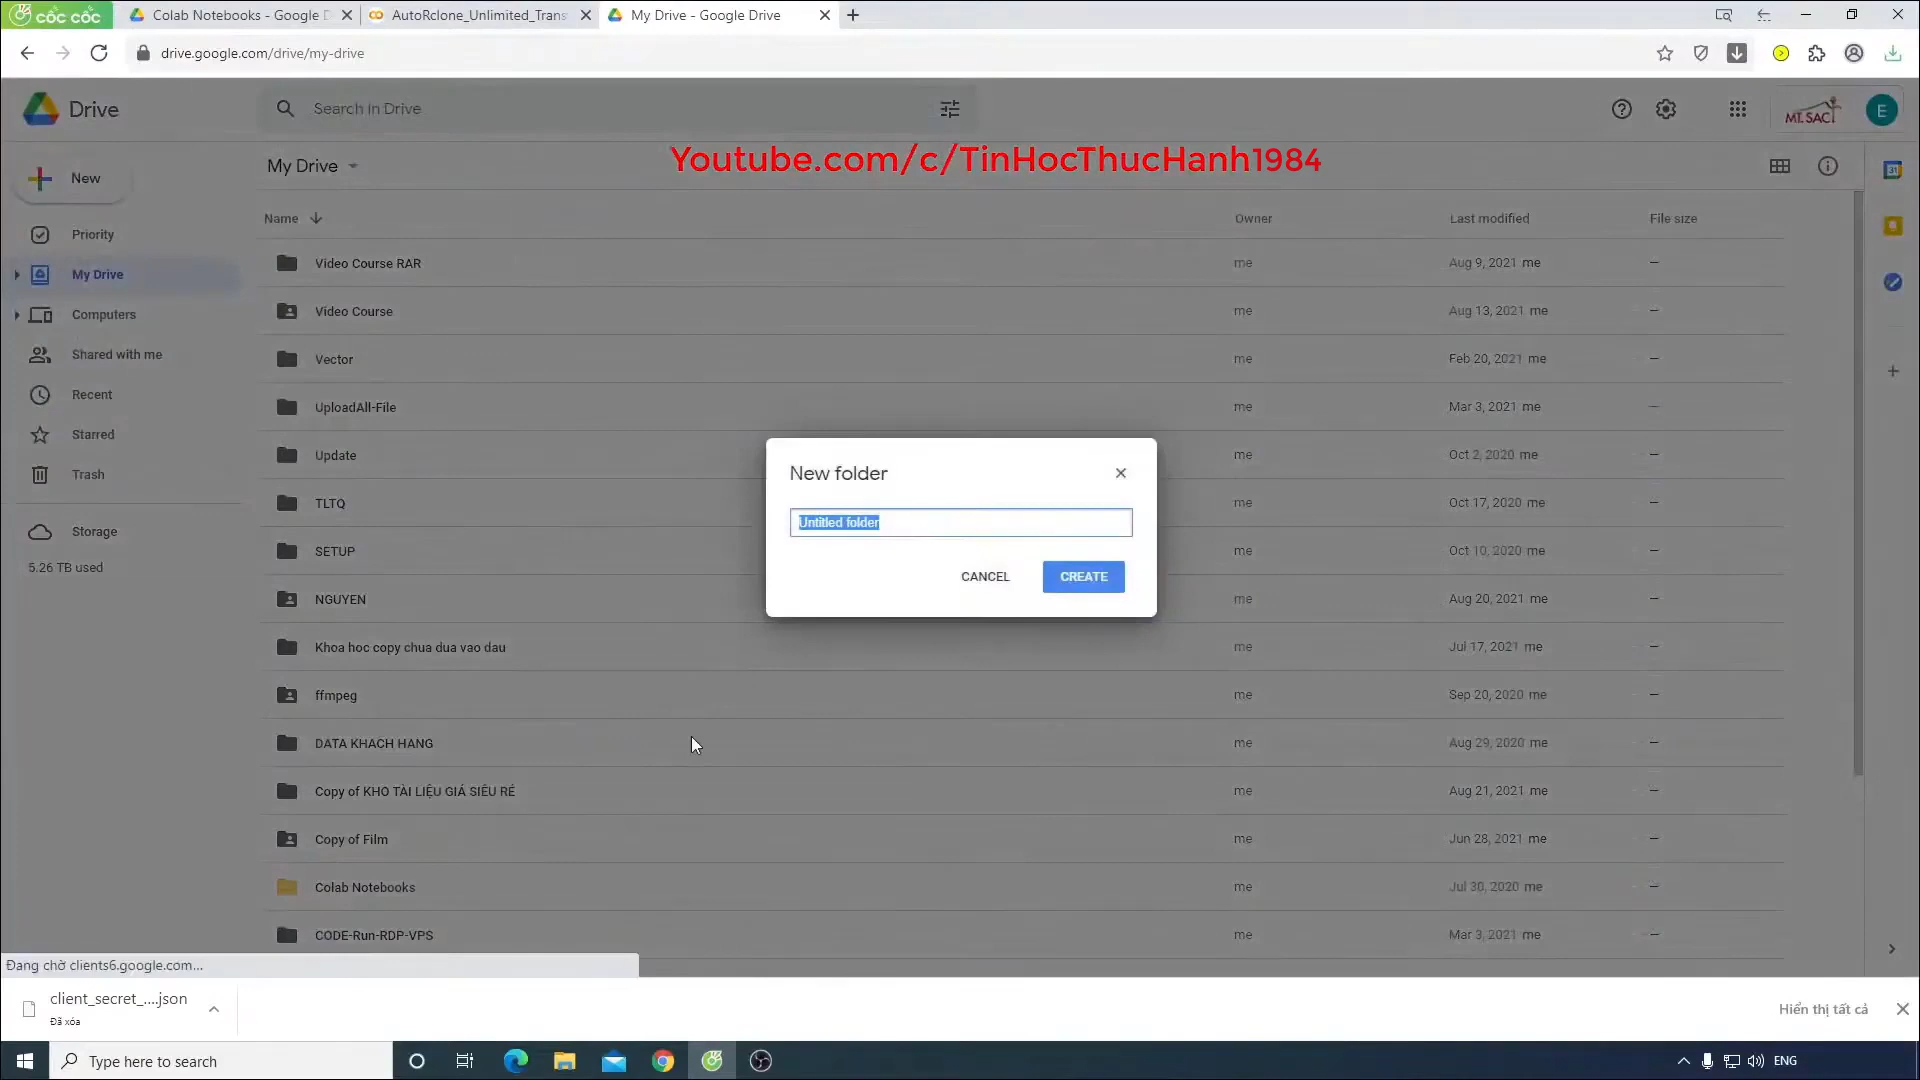 cốc cốc
Colab Notebooks - Google D
AutoRclone_Unlimited_Trans
My Drive - Google Drive
drive.google.com/drive/my-drive
Drive
Search in Drive
MT. SAC
E
New
My Drive
Youtube.com/c/TinHocThucHanh1984
31
Name
Owner
Last modified
File size
Priority
My Drive
Computers
Shared with me
Recent
Starred
Trash
Storage
5.26 TB used
Video Course RAR me Aug 9, 2021 me —
Video Course me Aug 13, 2021 me —
Vector me Feb 20, 2021 me —
UploadAll-File me Mar 3, 2021 me —
Update me Oct 2, 2020 me —
TLTQ me Oct 17, 2020 me —
SETUP me Oct 10, 2020 me —
NGUYEN me Aug 20, 2021 me —
Khoa hoc copy chua dua vao dau me Jul 17, 2021 me —
ffmpeg me Sep 20, 2020 me —
DATA KHACH HANG me Aug 29, 2020 me —
Copy of KHO TÀI LIỆU GIÁ SIÊU RẺ me Aug 21, 2021 me —
Copy of Film me Jun 28, 2021 me —
Colab Notebooks me Jul 30, 2020 me —
CODE-Run-RDP-VPS me Mar 3, 2021 me —
New folder
Untitled folder
CANCEL
CREATE
Đang chờ clients6.google.com...
client_secret_....json
Đã xóa
Hiển thị tất cả
Type here to search
ENG